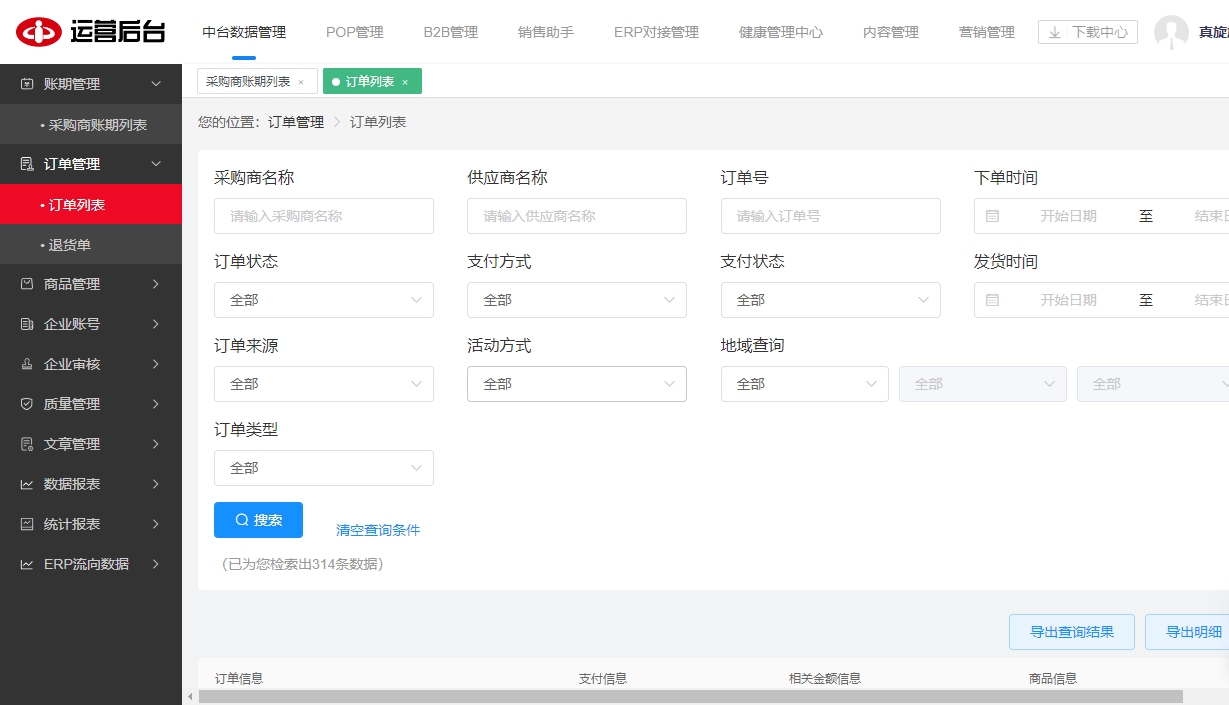 运营后台
中台数据管理 POP管理 B2B管理 销售助手 ERP对接管理 健康管理中心 内容管理 营销管理 下载中心 真旋
账期管理
• 采购商账期列表
订单管理
• 订单列表
• 退货单
商品管理
企业账号
企业审核
质量管理
文章管理
数据报表
统计报表
ERP流向数据
采购商账期列表 × 订单列表 ×
您的位置： 订单管理 > 订单列表
采购商名称 供应商名称 订单号 下单时间
请输入采购商名称 请输入供应商名称 请输入订单号 开始日期 至 结束日
订单状态 支付方式 支付状态 发货时间
全部 全部 全部 开始日期 至 结束日
订单来源 活动方式 地域查询
全部 全部 全部 全部 全部
订单类型
全部
搜索 清空查询条件
（已为您检索出314条数据）
导出查询结果 导出明细
订单信息 支付信息 相关金额信息 商品信息